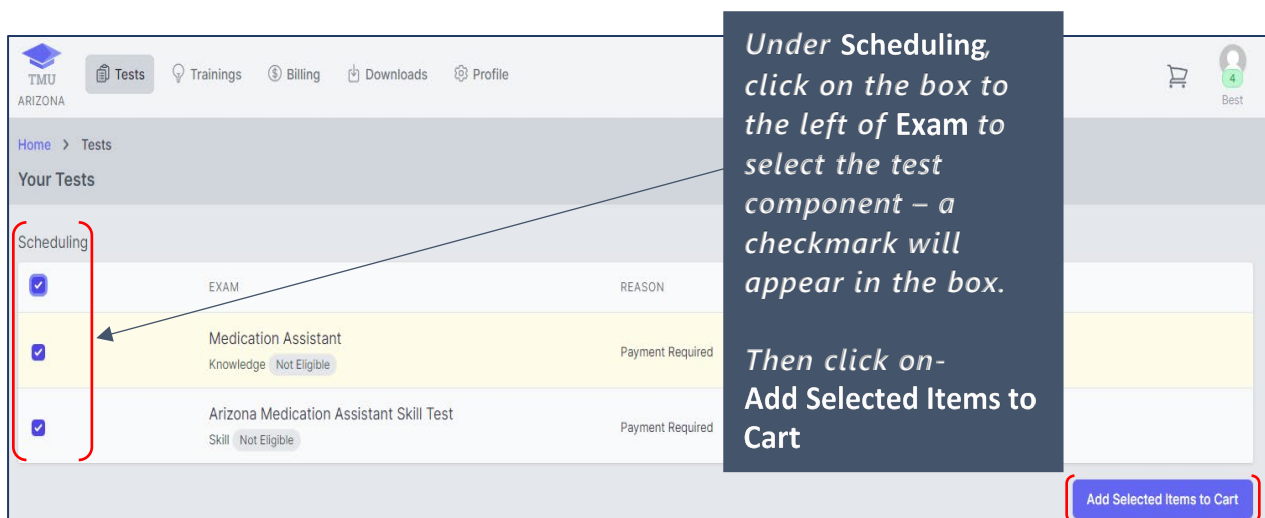 TMU
ARIZONA
Tests
Trainings
Billing
Downloads
Profile
4
Best
Home > Tests
Your Tests
Scheduling
EXAM
REASON
Medication Assistant
Knowledge Not Eligible
Payment Required
Arizona Medication Assistant Skill Test
Skill Not Eligible
Payment Required
Under Scheduling,
click on the box to
the left of Exam to
select the test
component – a
checkmark will
appear in the box.
Then click on-
Add Selected Items to
Cart
Add Selected Items to Cart